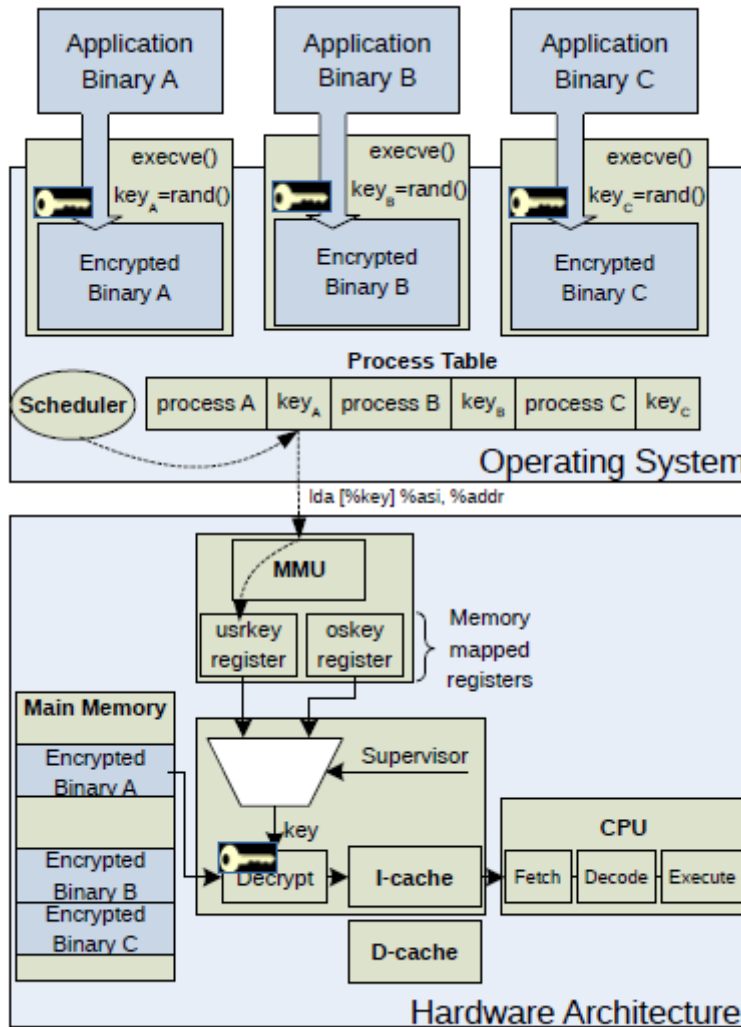 Application
Binary A
Application
Binary B
Application
Binary C
execve()
key_A=rand()
Encrypted
Binary A
execve()
key_B=rand()
Encrypted
Binary B
execve()
key_C=rand()
Encrypted
Binary C
Process Table
Scheduler
process A key_A process B key_B process C key_C
Operating System
lda [%key] %asi, %addr
MMU
usrkey
register
oskey
register
Memory
mapped
registers
Main Memory
Encrypted
Binary A
Encrypted
Binary B
Encrypted
Binary C
Supervisor
key
Decrypt
I-cache
D-cache
CPU
Fetch Decode Execute
Hardware Architecture